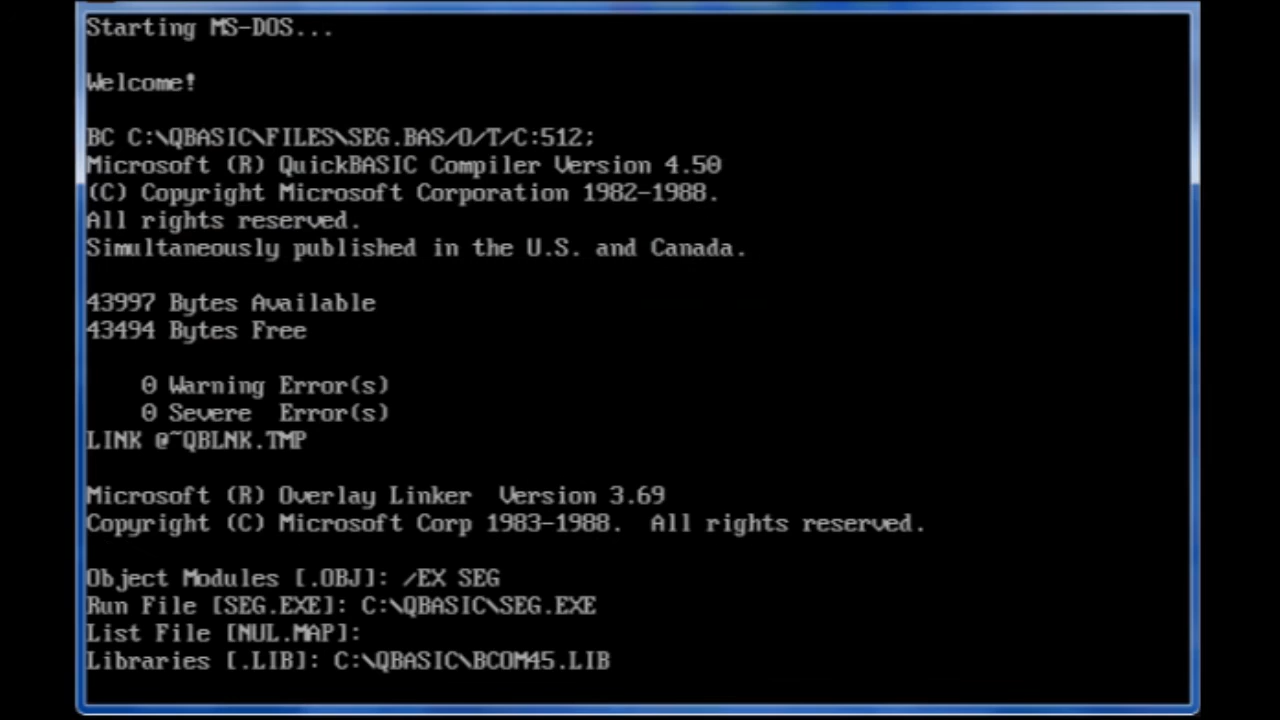 Starting MS-DOS...
Welcome!
BC C:\QBASIC\FILES\SEG.BAS/O/T/C:512;
Microsoft (R) QuickBASIC Compiler Version 4.50
(C) Copyright Microsoft Corporation 1982-1988.
All rights reserved.
Simultaneously published in the U.S. and Canada.
43997 Bytes Available
43494 Bytes Free
    0 Warning Error(s)
    0 Severe  Error(s)
LINK @~QBLNK.TMP
Microsoft (R) Overlay Linker  Version 3.69
Copyright (C) Microsoft Corp 1983-1988.  All rights reserved.
Object Modules [.OBJ]: /EX SEG
Run File [SEG.EXE]: C:\QBASIC\SEG.EXE
List File [NUL.MAP]:
Libraries [.LIB]: C:\QBASIC\BCOM45.LIB